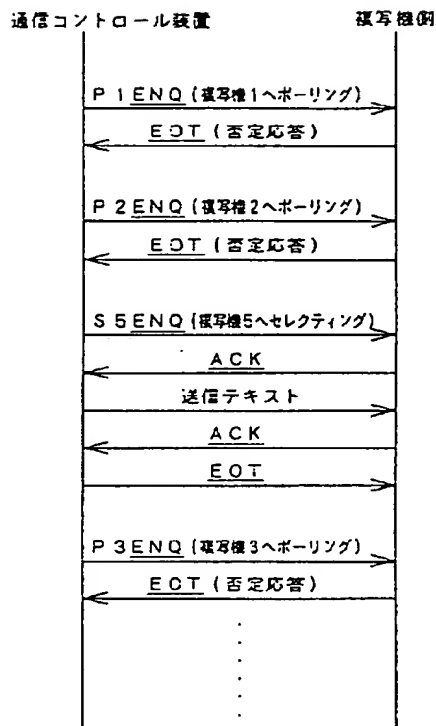 通信コントロール装置 複写機側
P1ENQ(複写機1へポーリング)
EOT(否定応答)
P2ENQ(複写機2へポーリング)
EOT(否定応答)
S5ENQ(複写機5へセレクティング)
ACK
送信テキスト
ACK
EOT
P3ENQ(複写機3へポーリング)
EOT(否定応答)